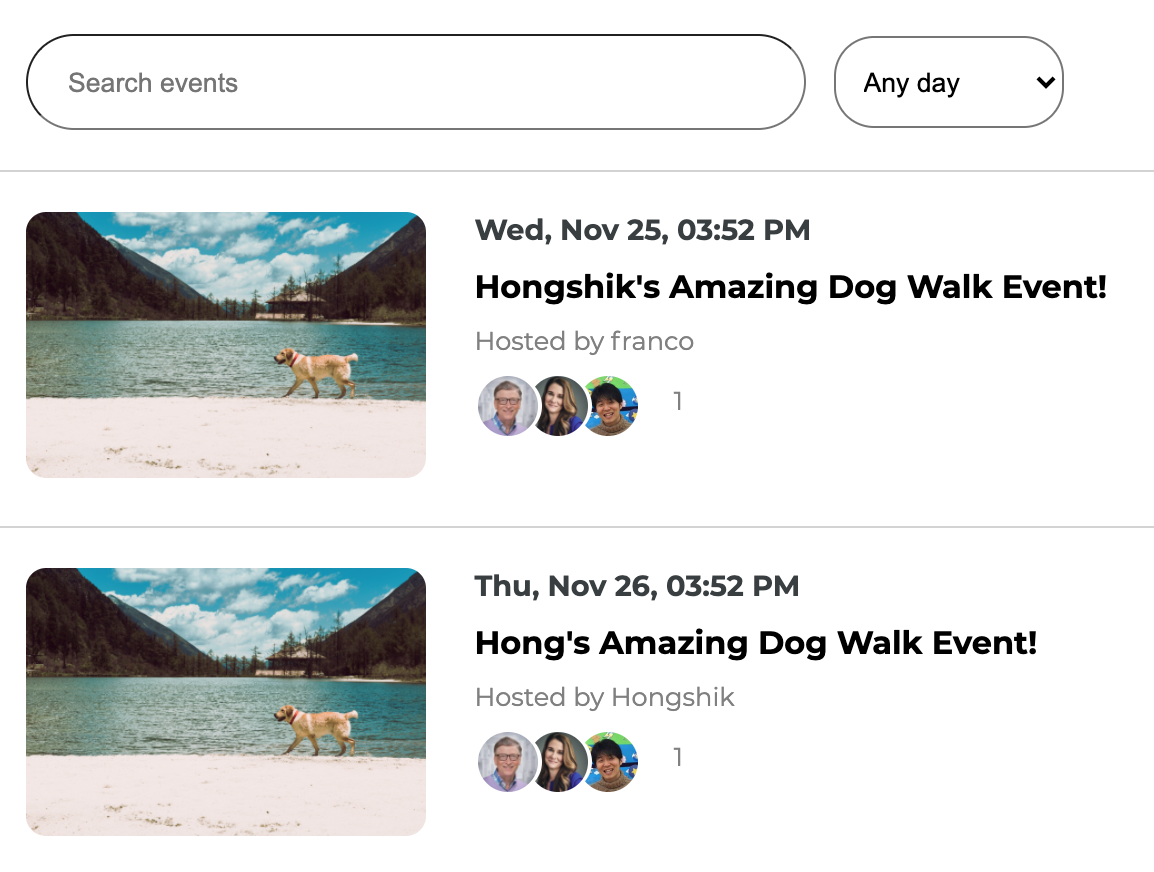 Search events
Any day
Wed, Nov 25, 03:52 PM
Hongshik's Amazing Dog Walk Event!
Hosted by franco
1
Thu, Nov 26, 03:52 PM
Hong's Amazing Dog Walk Event!
Hosted by Hongshik
1